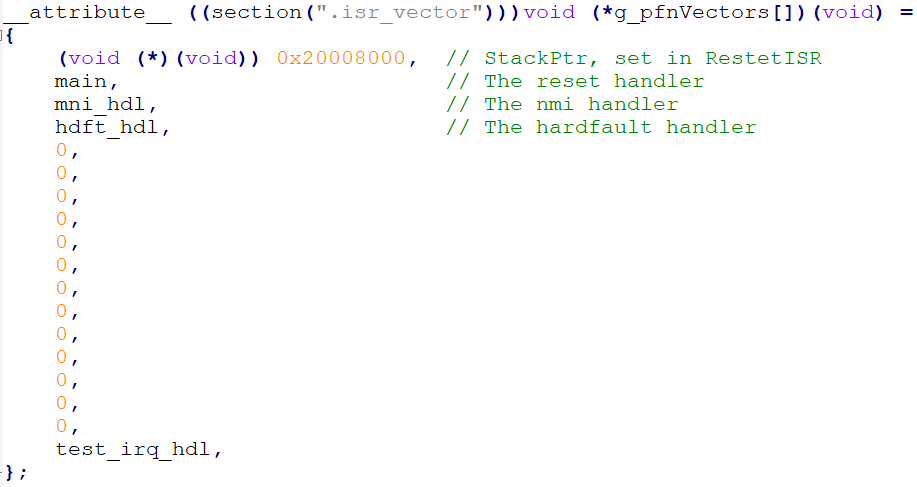 __attribute__ ((section(".isr_vector")))void (*g_pfnVectors[])(void) =
{
    (void (*)(void)) 0x20008000,  // StackPtr, set in RestetISR
    main,                         // The reset handler
    mni_hdl,                      // The nmi handler
    hdft_hdl,                     // The hardfault handler
    0,
    0,
    0,
    0,
    0,
    0,
    0,
    0,
    0,
    0,
    0,
    0,
    0,
    test_irq_hdl,
};